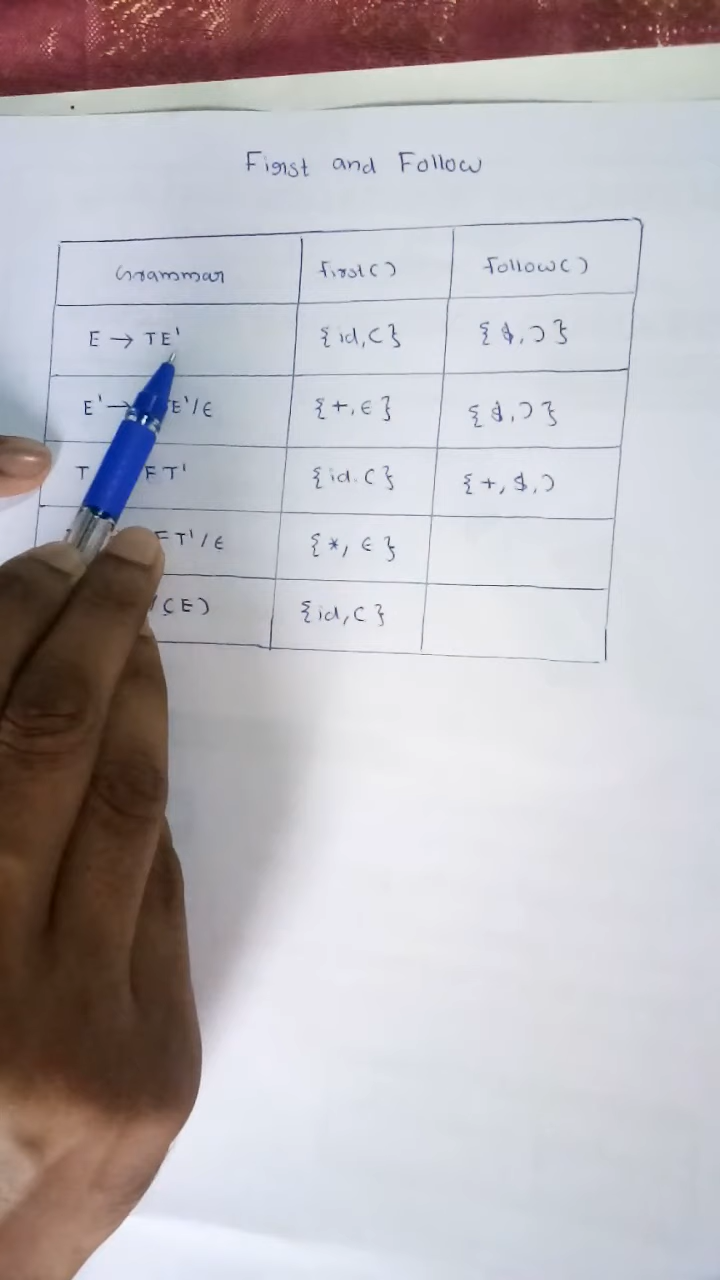 First and Follow
Grammar First() Follow()
E → TE' {id, (} {$, )}
E' → E'/ε {+, ε} {$, )}
T FT' {id. (} {+, $, )
FT'/ε {*, ε}
/(E) {id, (}